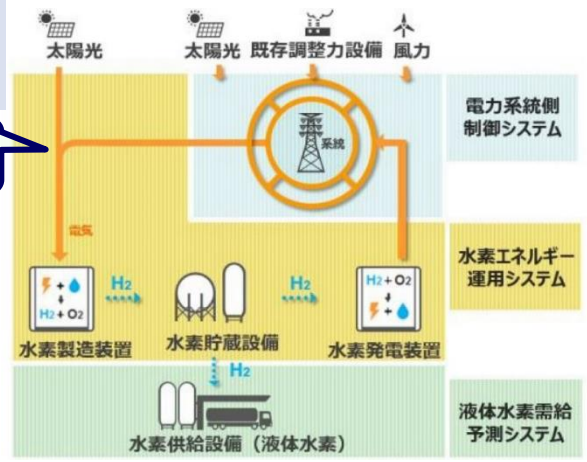 太陽光
太陽光
既存調整力設備
風力
電力系統側
制御システム
系統
電気
水素エネルギー
運用システム
H2
H2
H2+O2
H2+O2
水素製造装置
水素貯蔵設備
水素発電装置
H2
液体水素需給
予測システム
水素供給設備（液体水素）